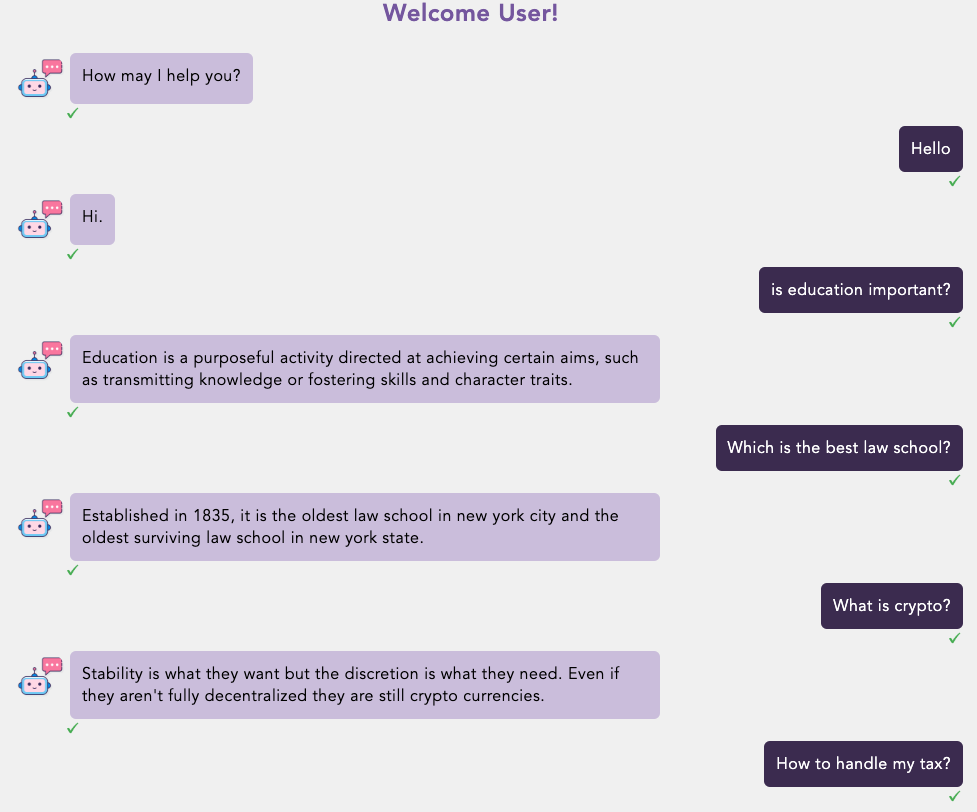 Welcome User!
How may I help you?
Hello
Hi.
is education important?
Education is a purposeful activity directed at achieving certain aims, such
as transmitting knowledge or fostering skills and character traits.
Which is the best law school?
Established in 1835, it is the oldest law school in new york city and the
oldest surviving law school in new york state.
What is crypto?
Stability is what they want but the discretion is what they need. Even if
they aren't fully decentralized they are still crypto currencies.
How to handle my tax?